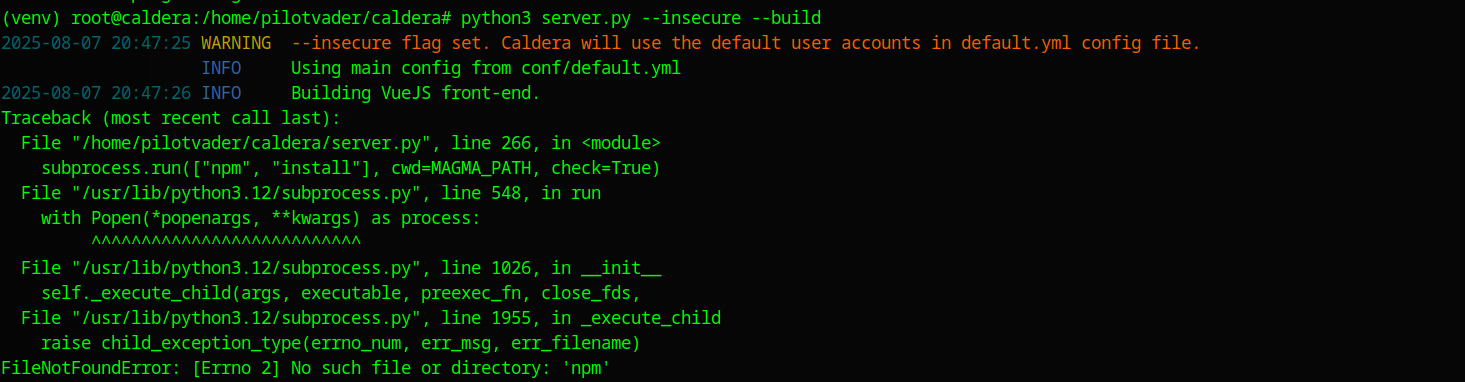 (venv) root@caldera:/home/pilotvader/caldera# python3 server.py --insecure --build
2025-08-07 20:47:25 WARNING  --insecure flag set. Caldera will use the default user accounts in default.yml config file.
                    INFO     Using main config from conf/default.yml
2025-08-07 20:47:26 INFO     Building VueJS front-end.
Traceback (most recent call last):
  File "/home/pilotvader/caldera/server.py", line 266, in <module>
    subprocess.run(["npm", "install"], cwd=MAGMA_PATH, check=True)
  File "/usr/lib/python3.12/subprocess.py", line 548, in run
    with Popen(*popenargs, **kwargs) as process:
         ^^^^^^^^^^^^^^^^^^^^^^^^^^^
  File "/usr/lib/python3.12/subprocess.py", line 1026, in __init__
    self._execute_child(args, executable, preexec_fn, close_fds,
  File "/usr/lib/python3.12/subprocess.py", line 1955, in _execute_child
    raise child_exception_type(errno_num, err_msg, err_filename)
FileNotFoundError: [Errno 2] No such file or directory: 'npm'